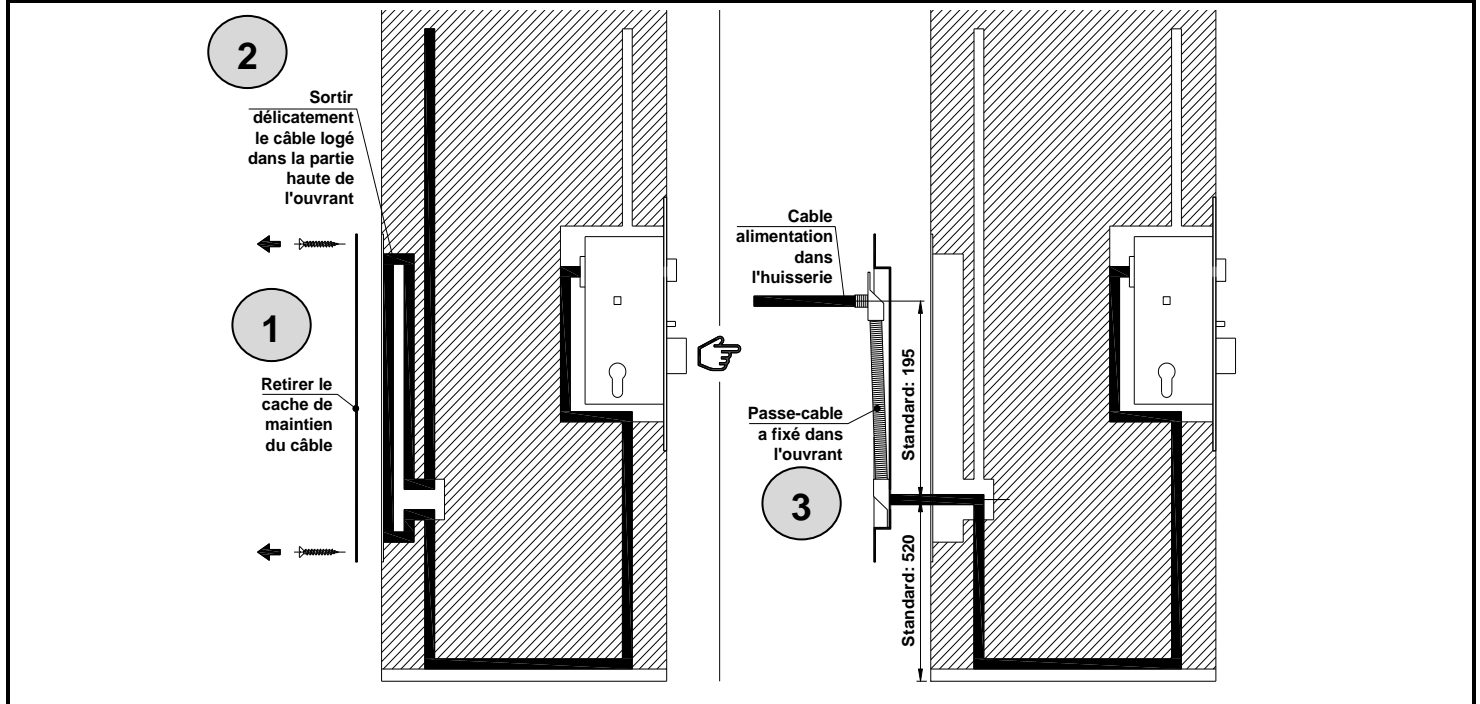 2
Sortir
délicatement
le câble logé
dans la partie
haute de
l'ouvrant
1
Retirer le
cache de
maintien
du câble
Cable
alimentation
dans
l'huisserie
Passe-cable
a fixé dans
l'ouvrant
3
Standard: 195
Standard: 520